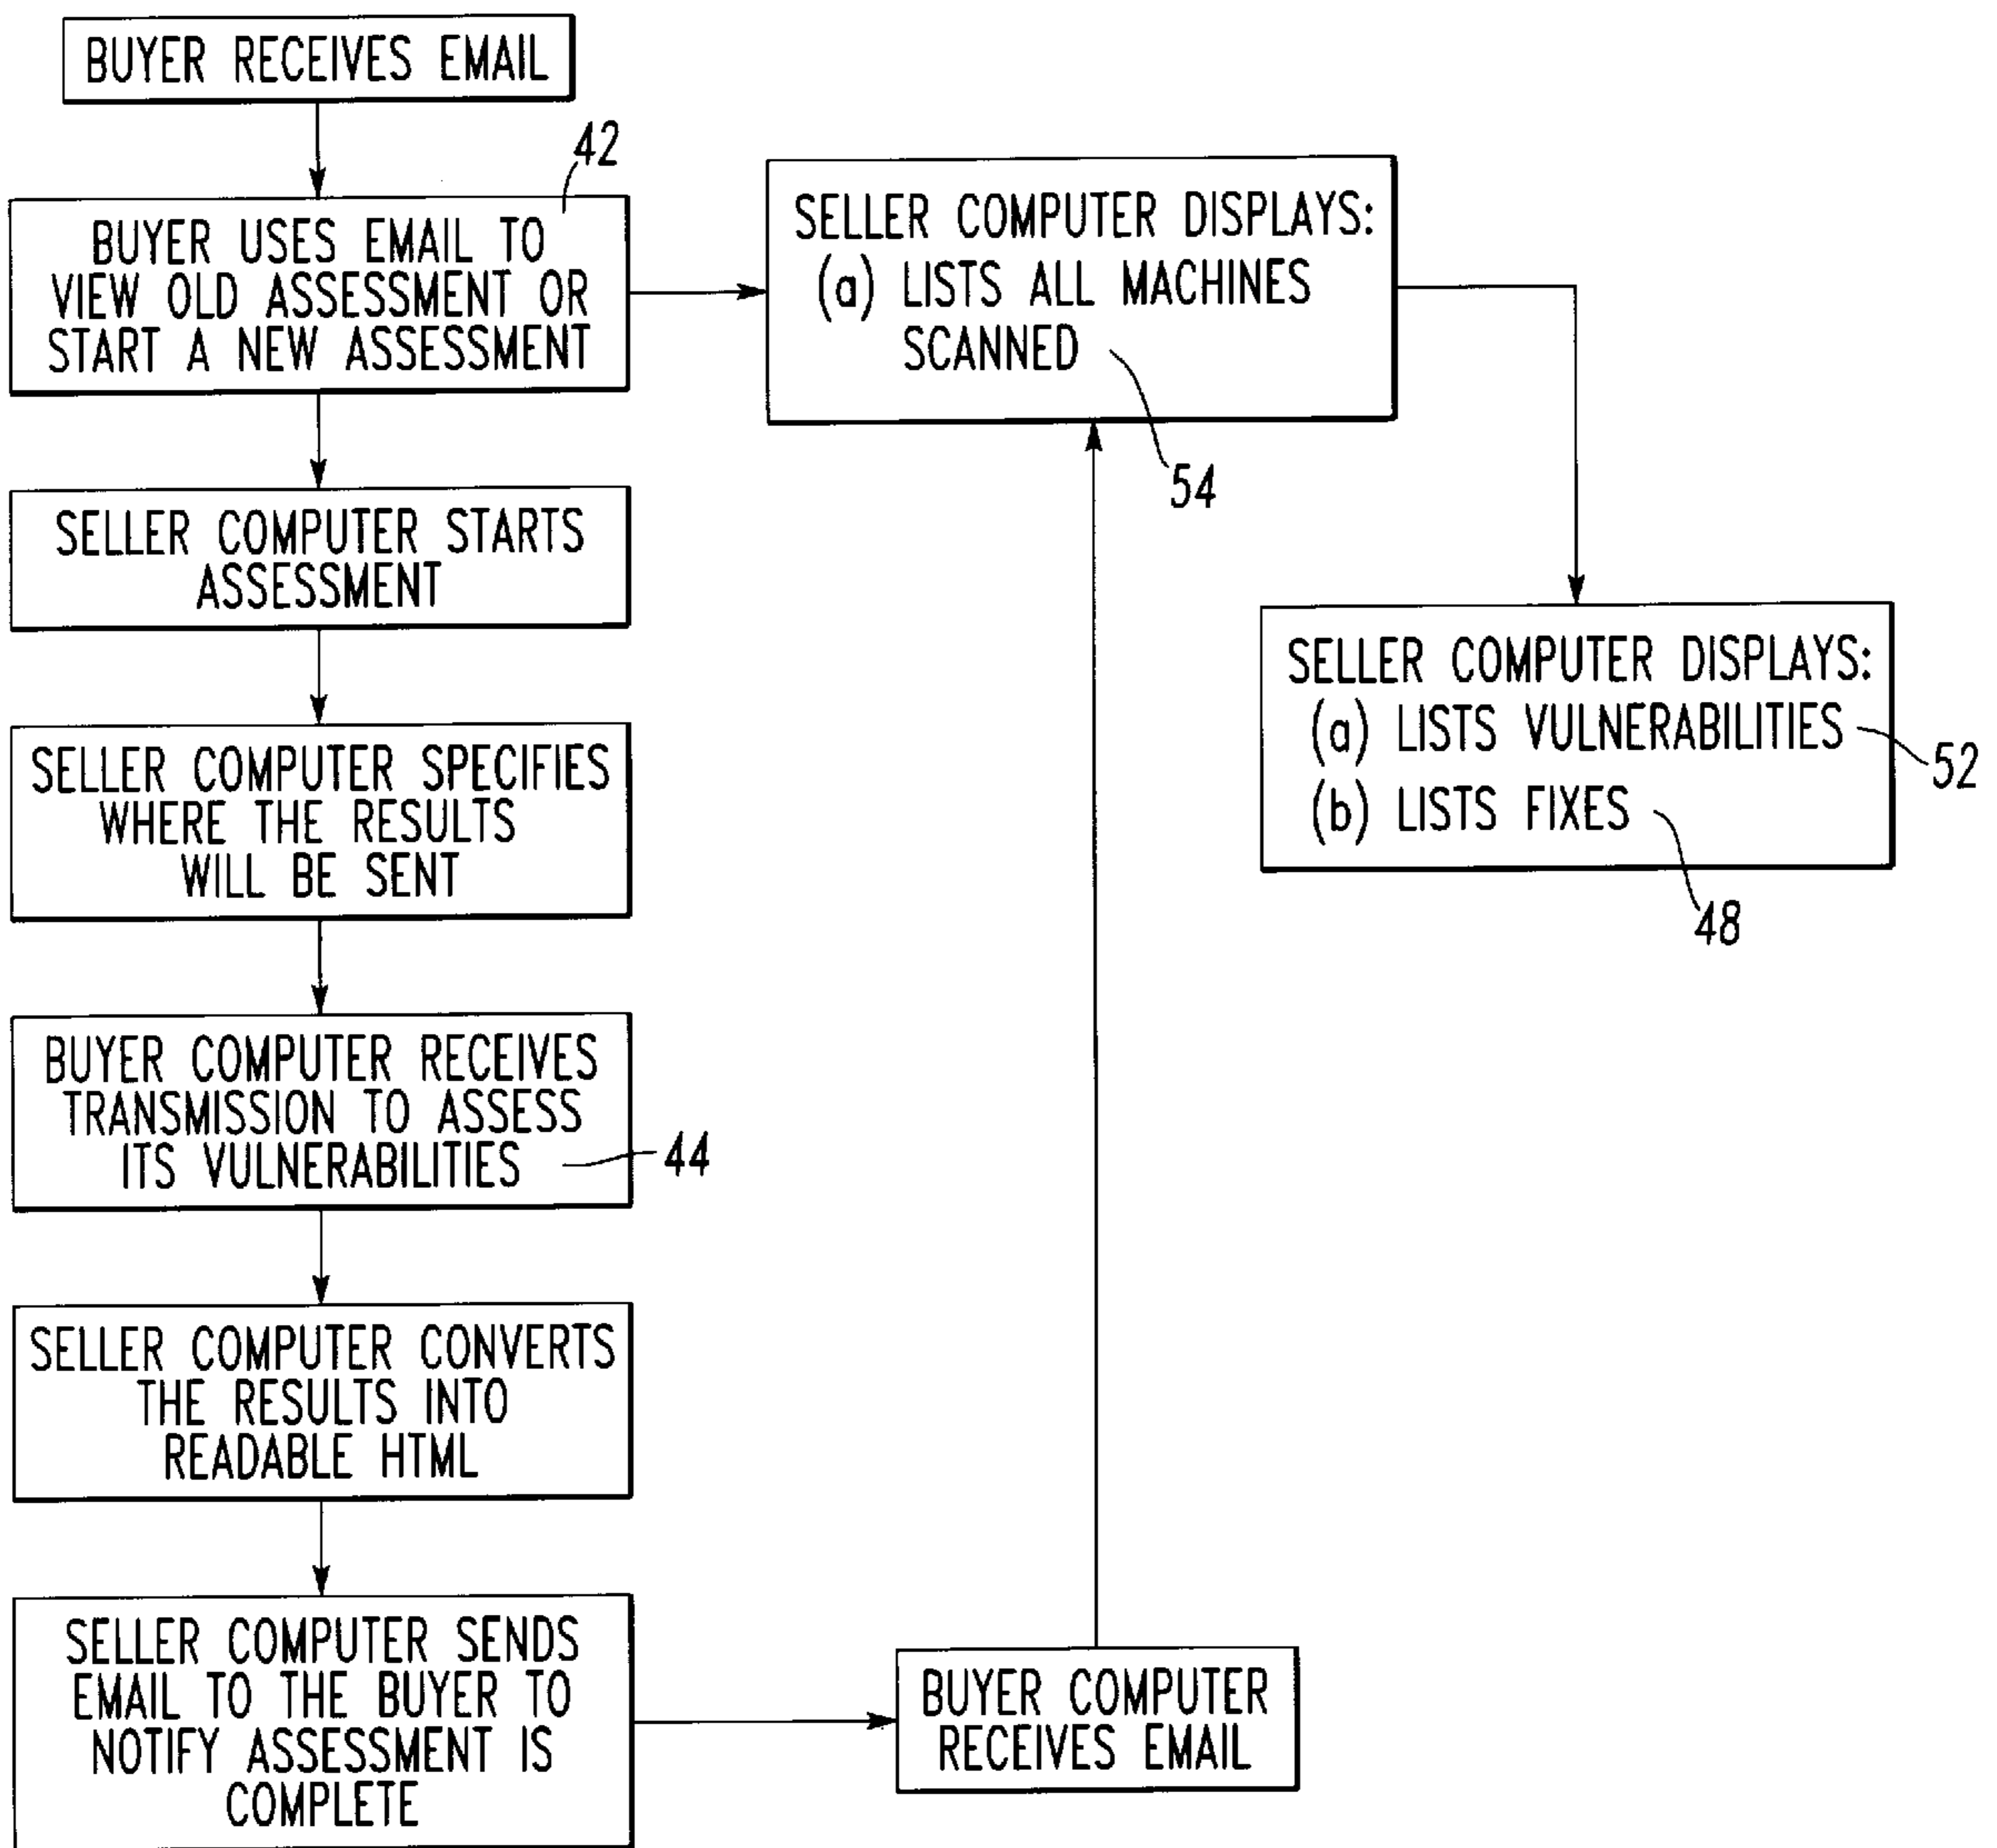 BUYER RECEIVES EMAIL
42
BUYER USES EMAIL TO
VIEW OLD ASSESSMENT OR
START A NEW ASSESSMENT
SELLER COMPUTER DISPLAYS:
(a) LISTS ALL MACHINES
SCANNED
54
SELLER COMPUTER STARTS
ASSESSMENT
SELLER COMPUTER DISPLAYS:
(a) LISTS VULNERABILITIES
52
(b) LISTS FIXES
48
SELLER COMPUTER SPECIFIES
WHERE THE RESULTS
WILL BE SENT
BUYER COMPUTER RECEIVES
TRANSMISSION TO ASSESS
ITS VULNERABILITIES
44
SELLER COMPUTER CONVERTS
THE RESULTS INTO
READABLE HTML
SELLER COMPUTER SENDS
EMAIL TO THE BUYER TO
NOTIFY ASSESSMENT IS
COMPLETE
BUYER COMPUTER
RECEIVES EMAIL